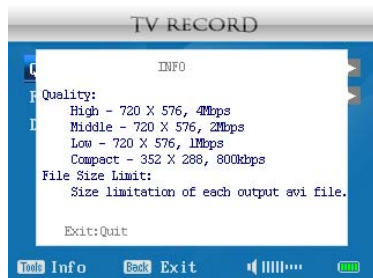 TV RECORD
INFO
Quality:
High - 720 X 576, 4Mbps
Middle - 720 X 576, 2Mbps
Low - 720 X 576, 1Mbps
Compact - 352 X 288, 800kbps
File Size Limit:
Size limitation of each output avi file.
Exit:Quit
Tools Info Back Exit